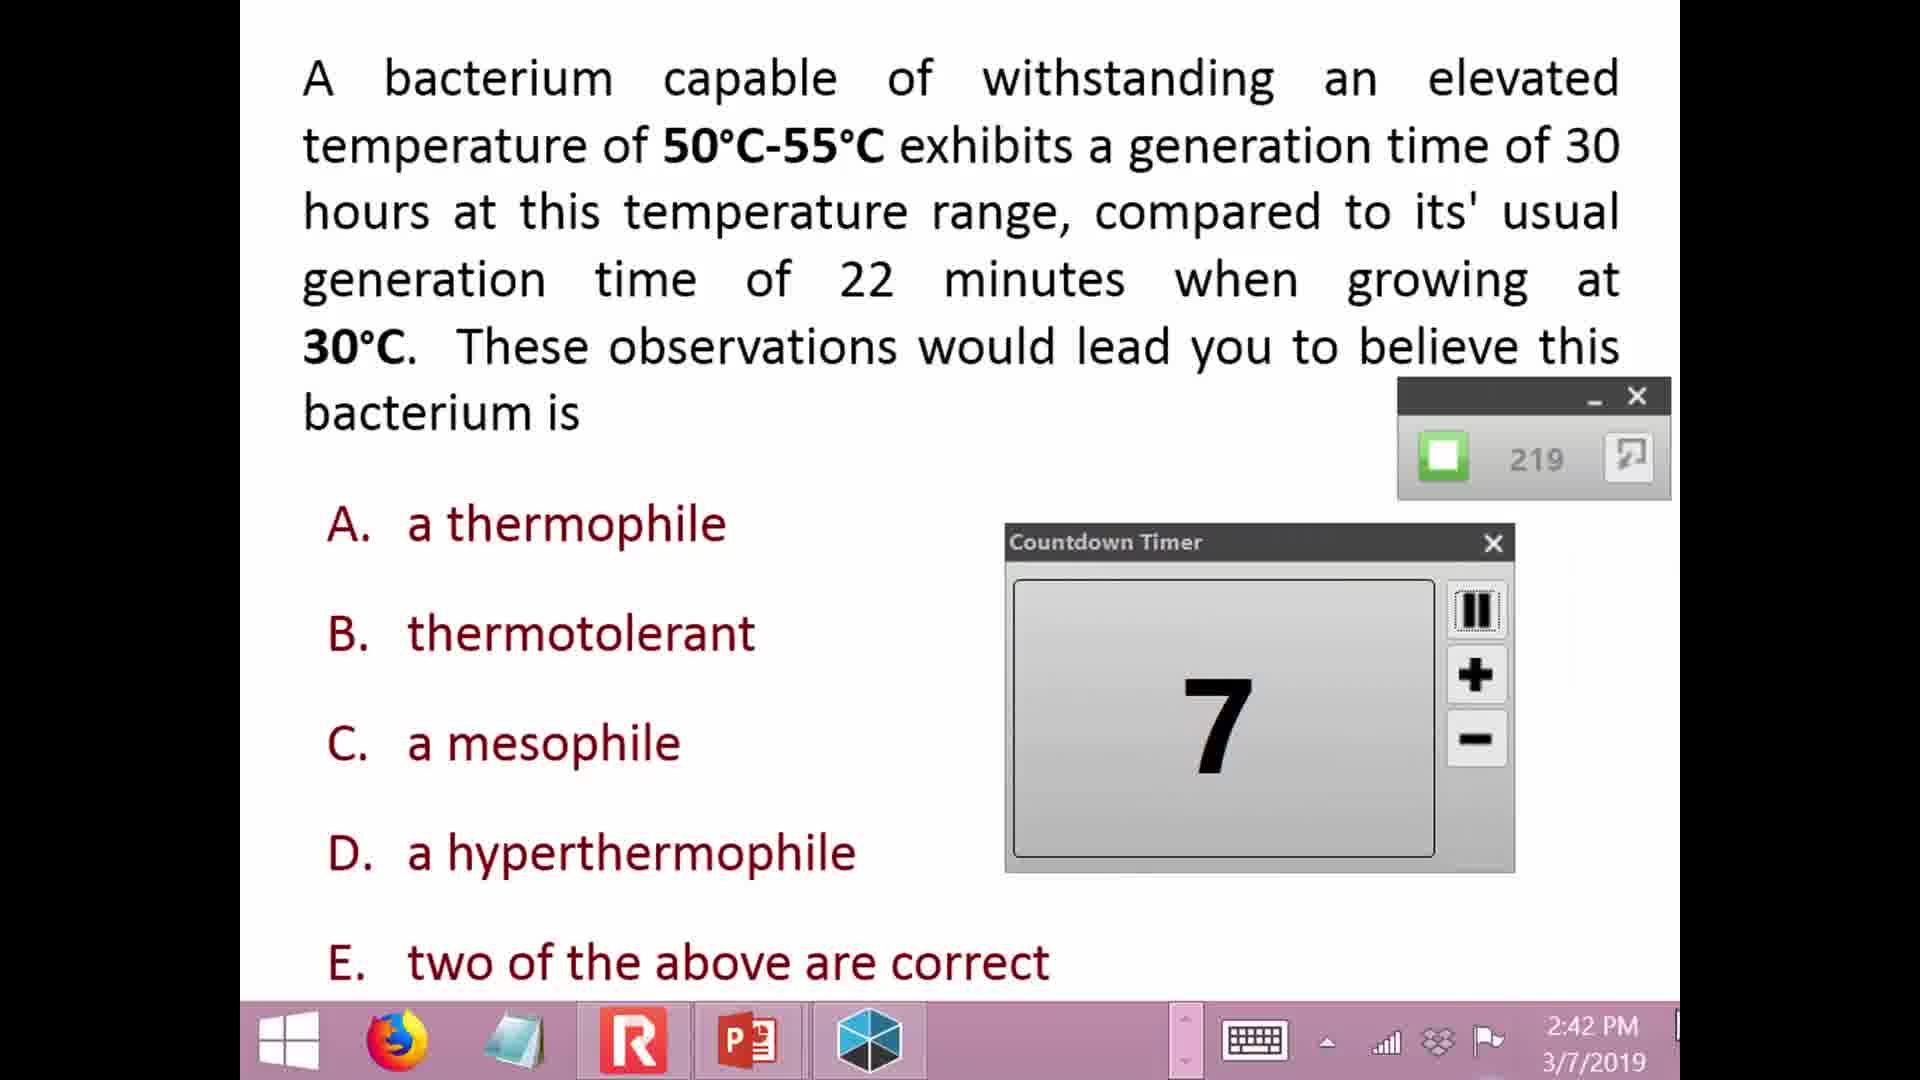 A bacterium capable of withstanding an elevated
temperature of 50°C-55°C exhibits a generation time of 30
hours at this temperature range, compared to its' usual
generation time of 22 minutes when growing at
30°C. These observations would lead you to believe this
bacterium is
219
A. a thermophile
Countdown Timer
B. thermotolerant
7
C. a mesophile
D. a hyperthermophile
E. two of the above are correct
2:42 PM
3/7/2019